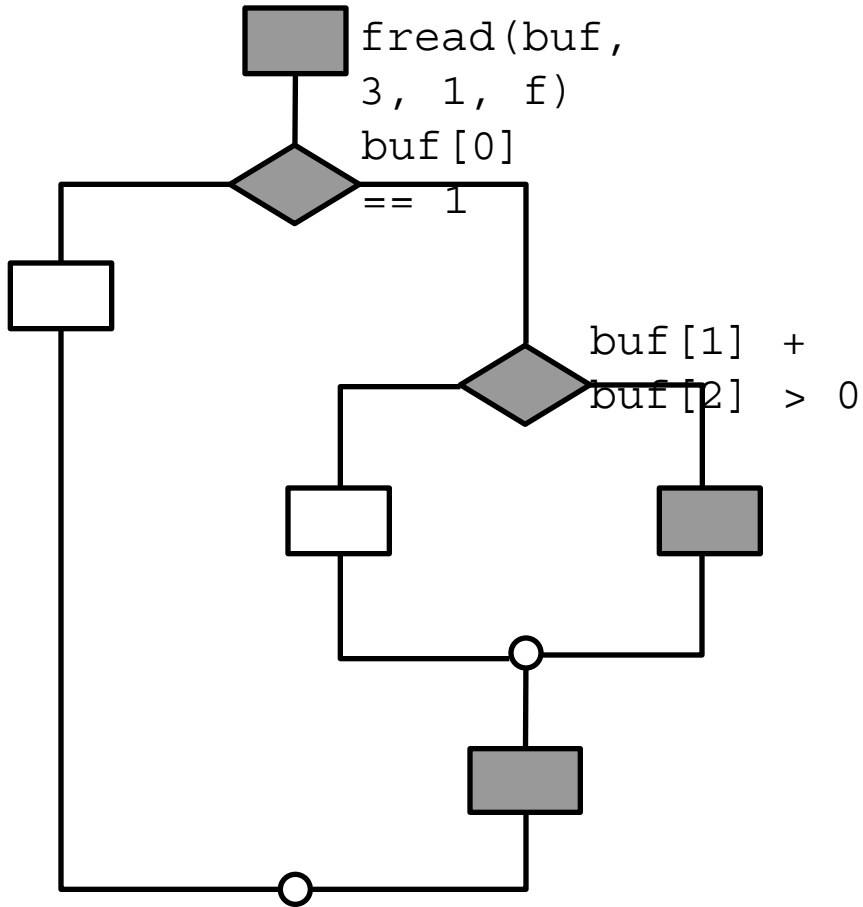 fread(buf,
3, 1, f)
buf[0]
== 1
buf[1] +
buf[2] > 0